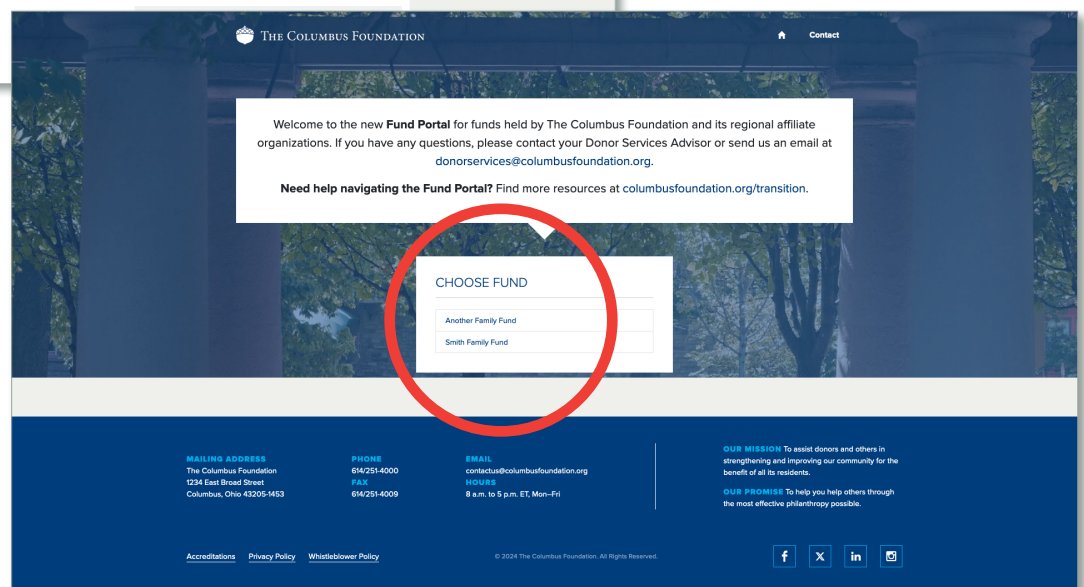 THE COLUMBUS FOUNDATION
Contact
Welcome to the new Fund Portal for funds held by The Columbus Foundation and its regional affiliate
organizations. If you have any questions, please contact your Donor Services Advisor or send us an email at
donorservices@columbusfoundation.org.
Need help navigating the Fund Portal? Find more resources at columbusfoundation.org/transition.
CHOOSE FUND
Another Family Fund
Smith Family Fund
MAILING ADDRESS
The Columbus Foundation
1234 East Broad Street
Columbus, Ohio 43205-1453
PHONE
614/251-4000
FAX
614/251-4009
EMAIL
contactus@columbusfoundation.org
HOURS
8 a.m. to 5 p.m. ET, Mon–Fri
OUR MISSION To assist donors and others in
strengthening and improving our community for the
benefit of all its residents.
OUR PROMISE To help you help others through
the most effective philanthropy possible.
Accreditations Privacy Policy Whistleblower Policy
© 2024 The Columbus Foundation. All Rights Reserved.
f X in